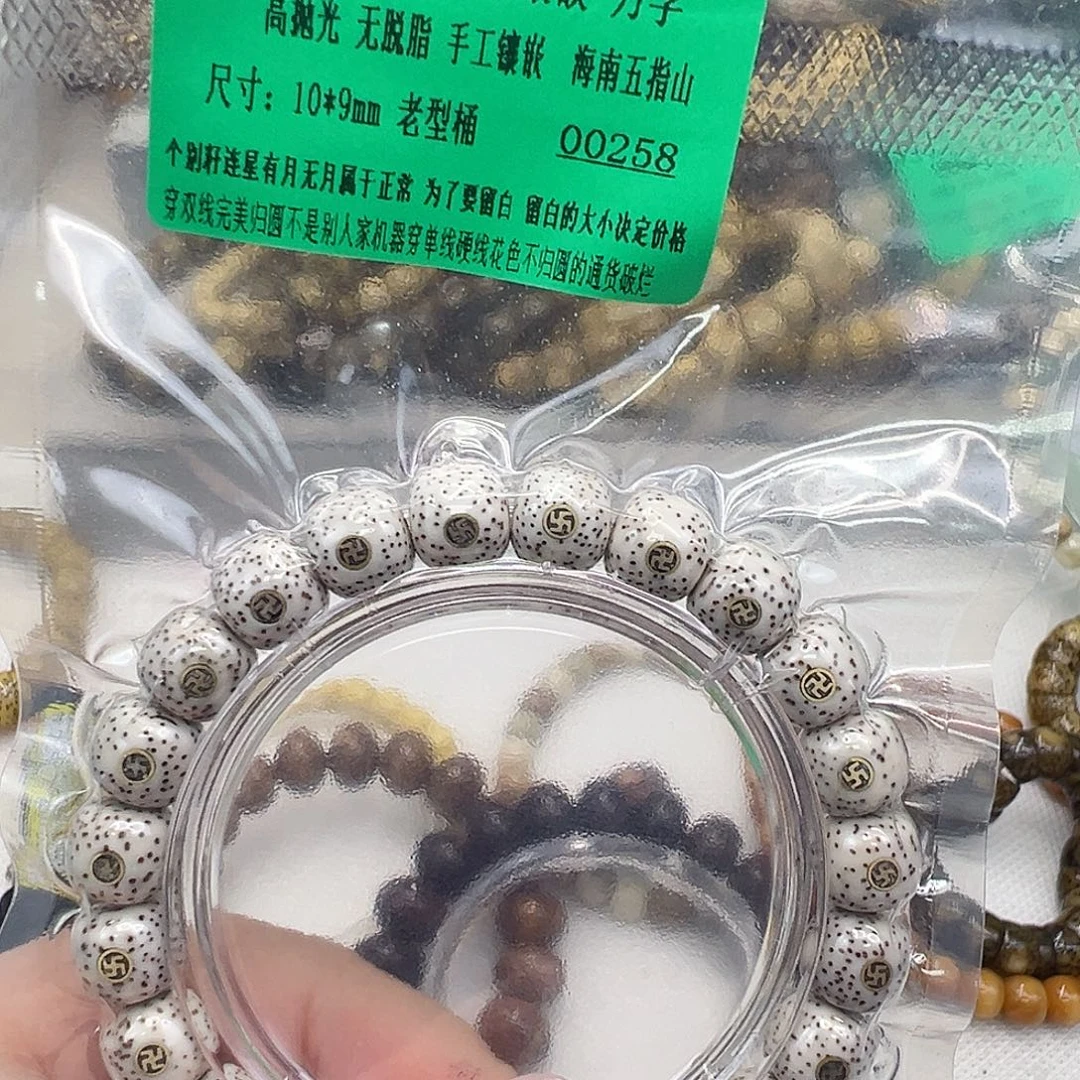 高抛光 无脱脂 手工镶嵌 海南五指山
尺寸：10*9mm 老型桶
00258
个别籽连星有月无月属于正常 为了要留白 留白的大小决定价格
穿双线完美归圆不是别人家机器穿单线硬线花色不归圆的通货破烂